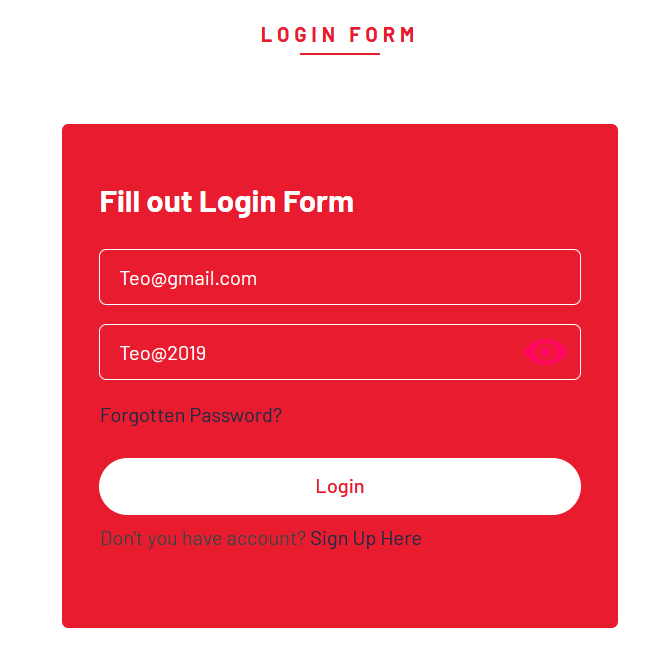 LOGIN FORM
Fill out Login Form
Teo@gmail.com
Teo@2019
Forgotten Password?
Login
Don't you have account? Sign Up Here